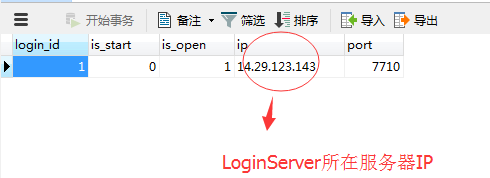 开始事务 备注 筛选 排序 导入 导出
login_id is_start is_open ip port
1 0 1 14.29.123.143 7710
LoginServer所在服务器IP